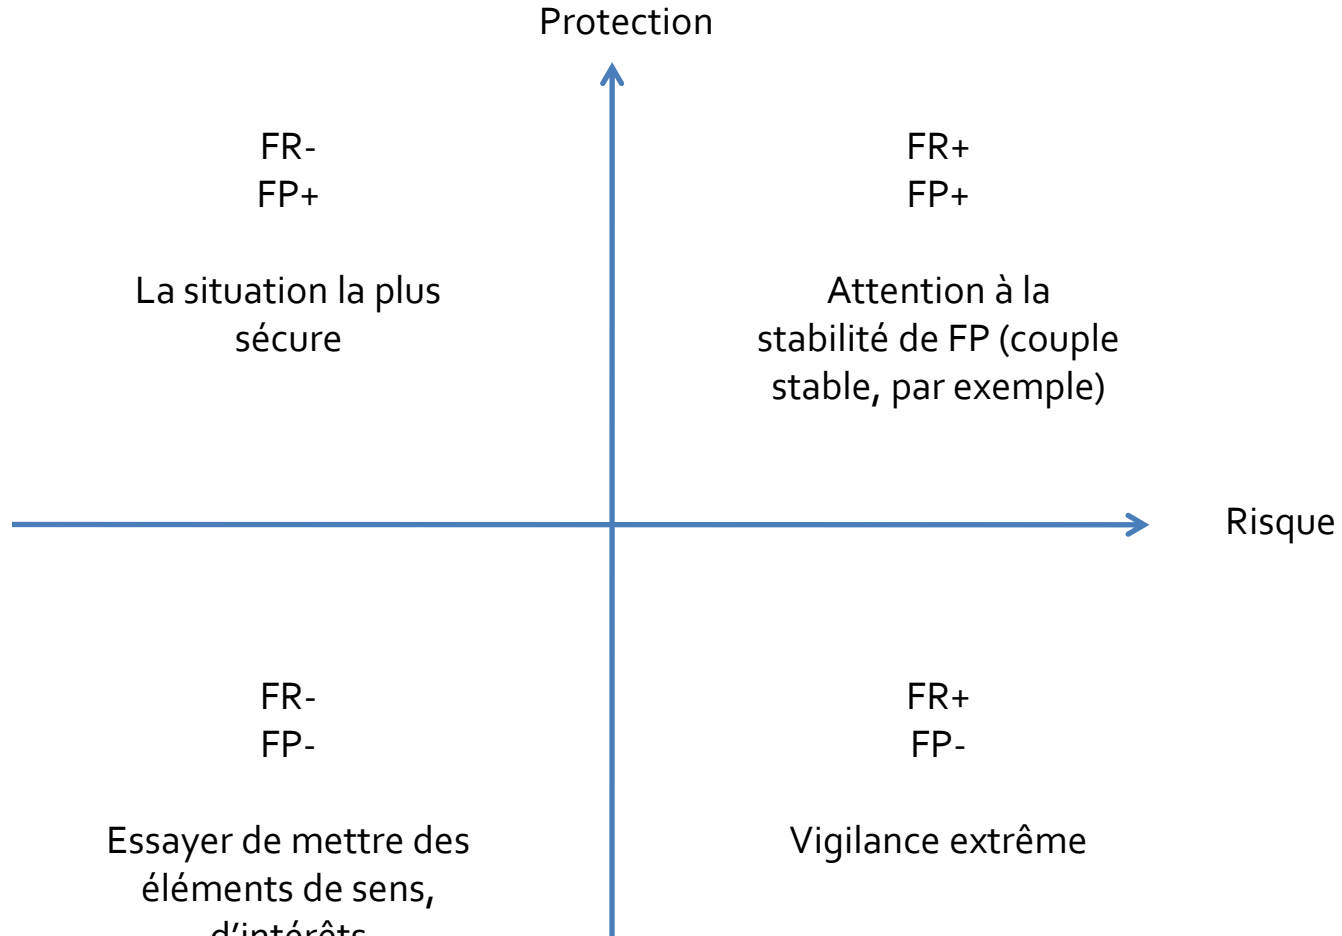 Protection
FR-
FP+
La situation la plus
sécure
FR+
FP+
Attention à la
stabilité de FP (couple
stable, par exemple)
Risque
FR-
FP-
Essayer de mettre des
éléments de sens,
d'intérêts
FR+
FP-
Vigilance extrême